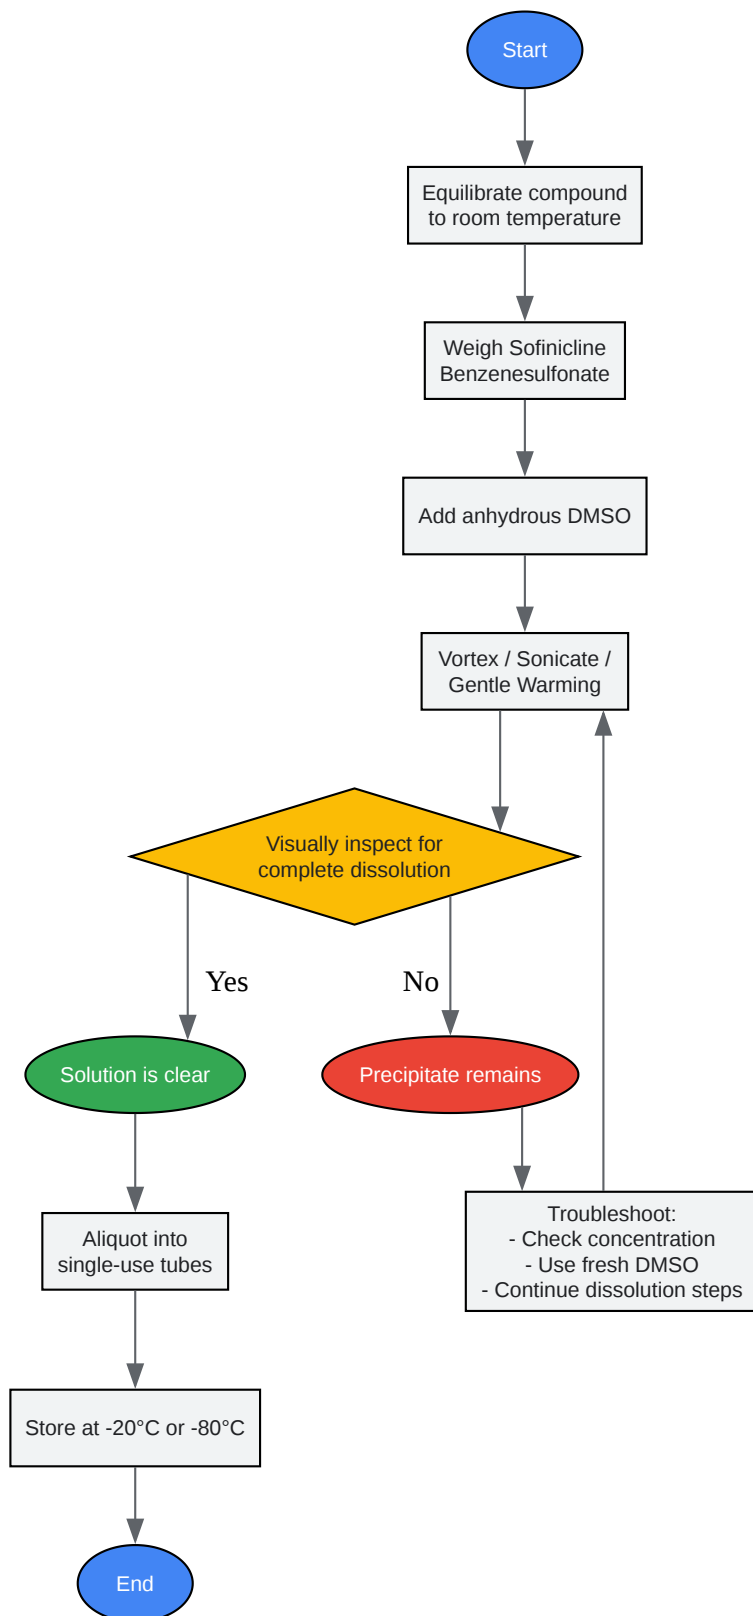 Start
Equilibrate compound
to room temperature
Weigh Sofinicline
Benzenesulfonate
Add anhydrous DMSO
Vortex / Sonicate /
Gentle Warming
Visually inspect for
complete dissolution
Yes
No
Solution is clear
Precipitate remains
Aliquot into
single-use tubes
Troubleshoot:
- Check concentration
- Use fresh DMSO
- Continue dissolution steps
Store at -20°C or -80°C
End